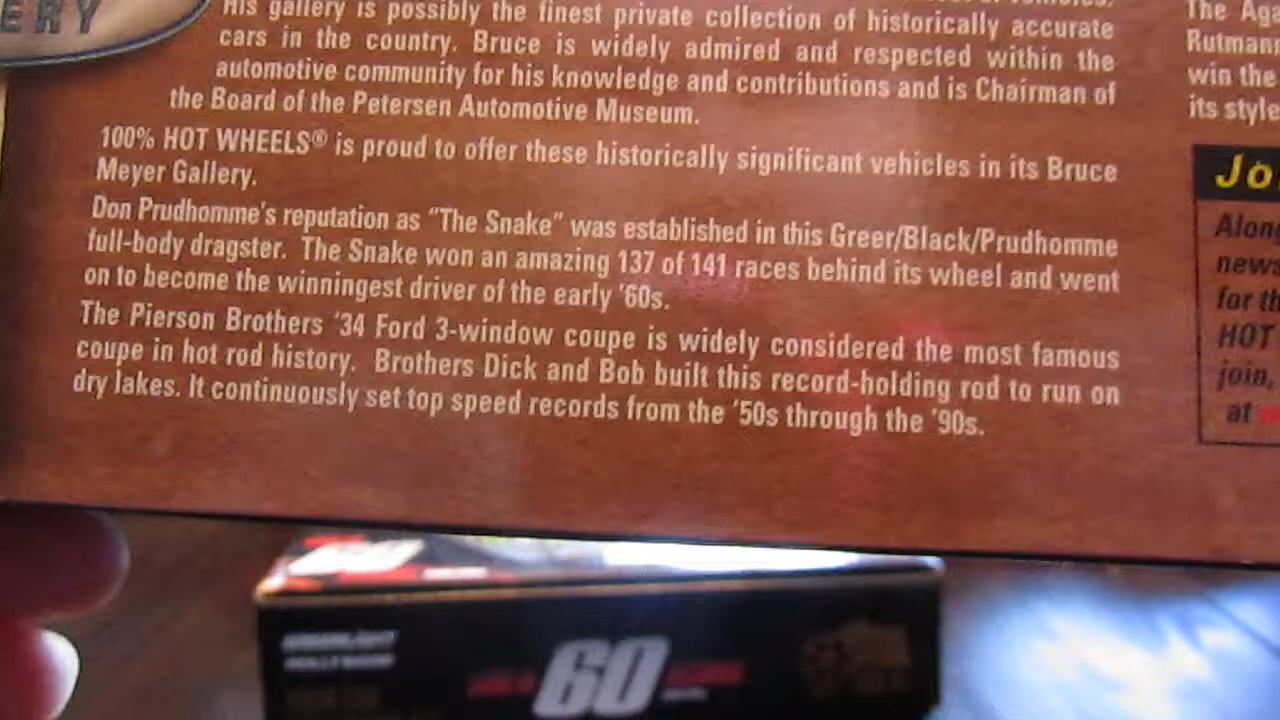 ERY
His gallery is possibly the finest private collection of historically accurate
cars in the country. Bruce is widely admired and respected within the
automotive community for his knowledge and contributions and is Chairman of
the Board of the Petersen Automotive Museum.
100% HOT WHEELS® is proud to offer these historically significant vehicles in its Bruce
Meyer Gallery.
Don Prudhomme's reputation as "The Snake" was established in this Greer/Black/Prudhomme
full-body dragster. The Snake won an amazing 137 of 141 races behind its wheel and went
on to become the winningest driver of the early '60s.
The Pierson Brothers '34 Ford 3-window coupe is widely considered the most famous
coupe in hot rod history. Brothers Dick and Bob built this record-holding rod to run on
dry lakes. It continuously set top speed records from the '50s through the '90s.
The Aga
Rutmann
win the
its style
Jo
Along
news
for th
HOT
join,
at
GREENLIGHT
HOLLYWOOD
60